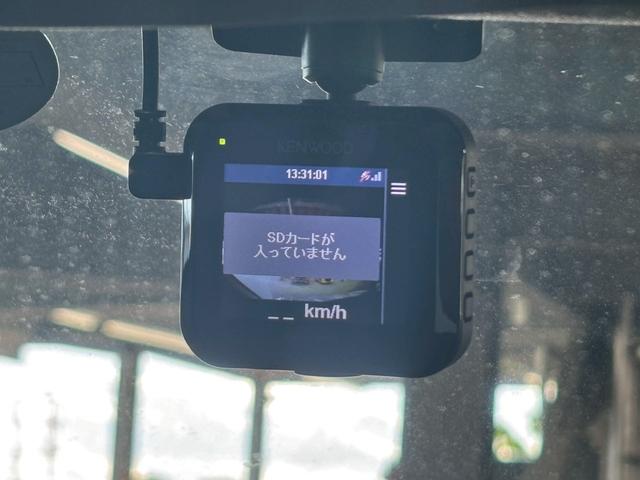 KENWOOD
13:31:01
SDカードが
入っていません
_ _ km/h